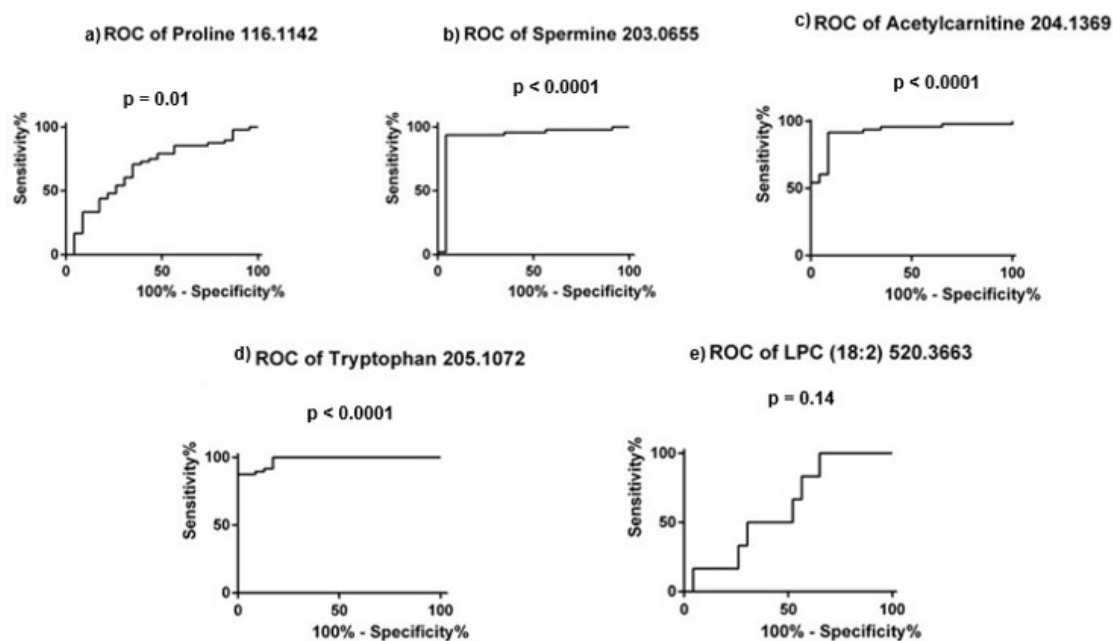 a) ROC of Proline 116.1142
p = 0.01
Sensitivity%
100
50
0
0 50 100
100% - Specificity%
b) ROC of Spermine 203.0655
p < 0.0001
Sensitivity%
100
50
0
0 50 100
100% - Specificity%
c) ROC of Acetylcarnitine 204.1369
p < 0.0001
Sensitivity%
100
50
0
0 50 100
100% - Specificity%
d) ROC of Tryptophan 205.1072
p < 0.0001
Sensitivity%
100
50
0
0 50 100
100% - Specificity%
e) ROC of LPC (18:2) 520.3663
p = 0.14
Sensitivity%
100
50
0
0 50 100
100% - Specificity%